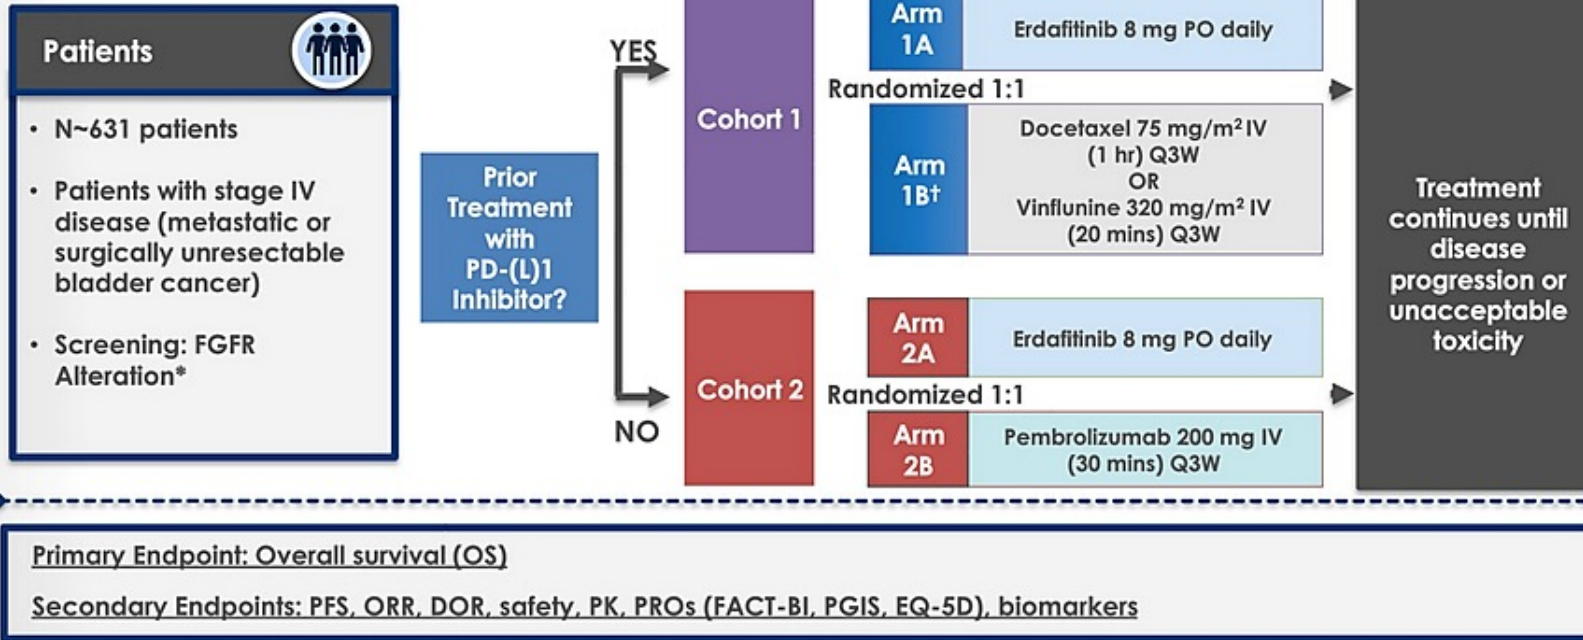 Patients
• N~631 patients
• Patients with stage IV
disease (metastatic or
surgically unresectable
bladder cancer)
• Screening: FGFR
Alteration*
Prior
Treatment
with
PD-(L)1
Inhibitor?
YES
NO
Cohort 1
Arm
1A
Erdafitinib 8 mg PO daily
Randomized 1:1
Arm
1B†
Docetaxel 75 mg/m² IV
(1 hr) Q3W
OR
Vinflunine 320 mg/m² IV
(20 mins) Q3W
Cohort 2
Arm
2A
Erdafitinib 8 mg PO daily
Randomized 1:1
Arm
2B
Pembrolizumab 200 mg IV
(30 mins) Q3W
Treatment
continues until
disease
progression or
unacceptable
toxicity
Primary Endpoint: Overall survival (OS)
Secondary Endpoints: PFS, ORR, DOR, safety, PK, PROs (FACT-Bl, PGIS, EQ-5D), biomarkers